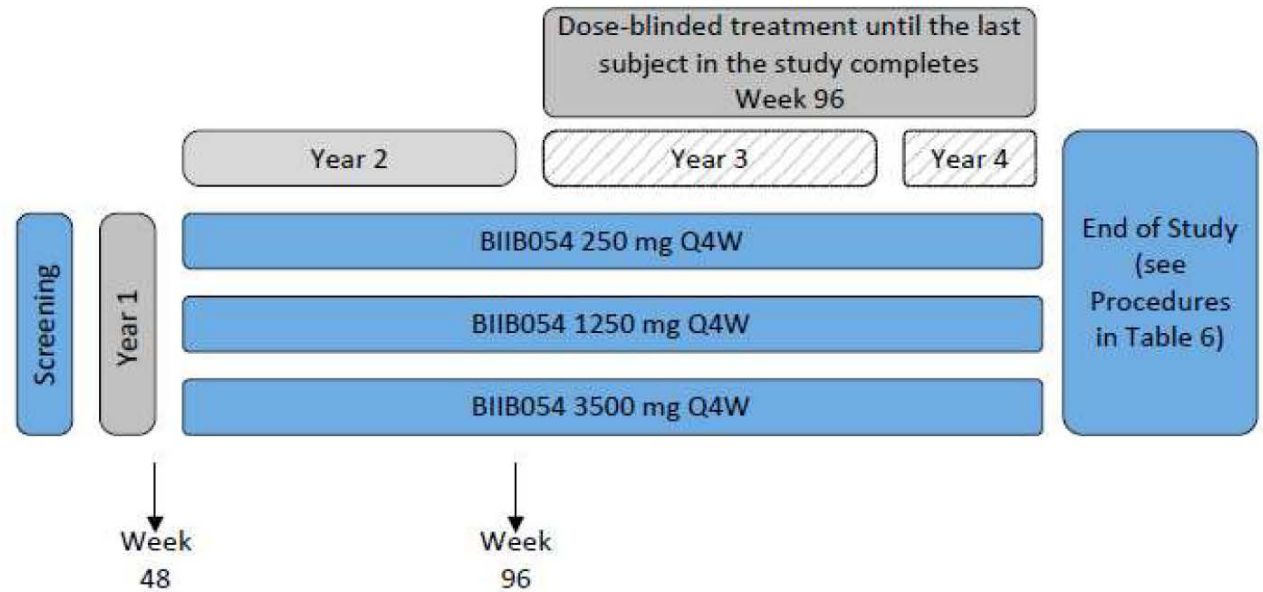 Dose-blinded treatment until the last
subject in the study completes
Week 96
Year 2
Year 3
Year 4
Screening
Year 1
BIIB054 250 mg Q4W
BIIB054 1250 mg Q4W
BIIB054 3500 mg Q4W
End of Study
(see
Procedures
in Table 6)
Week
48
Week
96